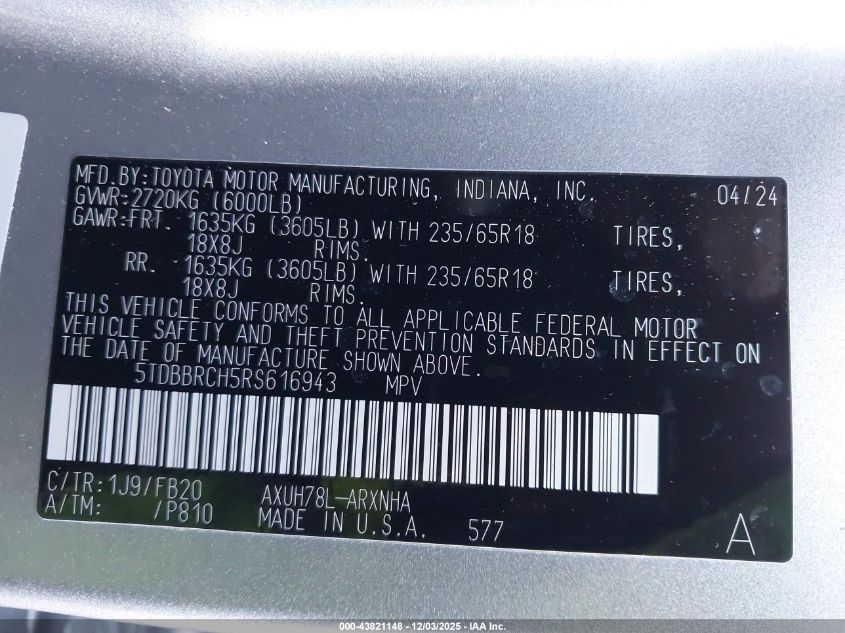 MFD.BY:TOYOTA MOTOR MANUFACTURING, INDIANA, INC. 04/24
GVWR:2720KG (6000LB)
GAWR:FRT. 1635KG (3605LB) WITH 235/65R18 TIRES,
18X8J RIMS.
RR. 1635KG (3605LB) WITH 235/65R18 TIRES,
18X8J RIMS.
THIS VEHICLE CONFORMS TO ALL APPLICABLE FEDERAL MOTOR
VEHICLE SAFETY AND THEFT PREVENTION STANDARDS IN EFFECT ON
THE DATE OF MANUFACTURE SHOWN ABOVE.
5TDBBRCH5RS616943 MPV
C/TR:1J9/FB20 AXUH78L-ARXNHA
A/TM: /P810 MADE IN U.S.A. 577 A
000-43821148 - 12/03/2025 - IAA Inc.